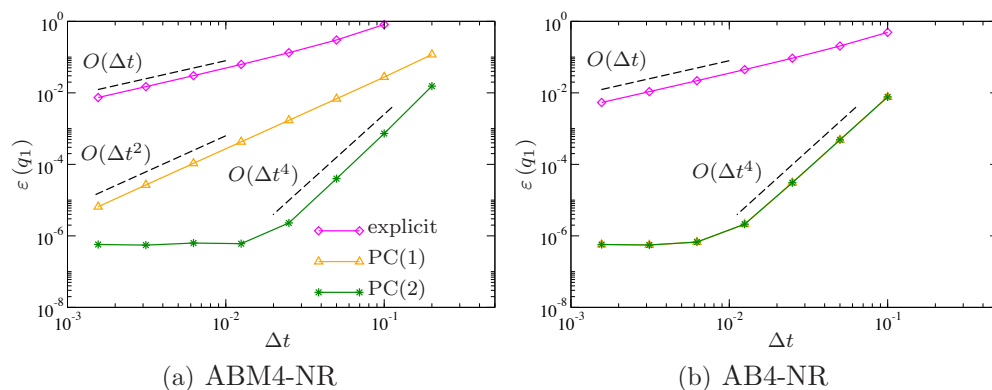 10^0
10^-2
10^-4
10^-6
10^-8
ε (q_1)
O(Δt)
O(Δt^2)
O(Δt^4)
explicit
PC(1)
PC(2)
10^-3
10^-2
10^-1
Δt
(a) ABM4-NR
10^0
10^-2
10^-4
10^-6
10^-8
ε (q_1)
O(Δt)
O(Δt^4)
10^-3
10^-2
10^-1
Δt
(b) AB4-NR